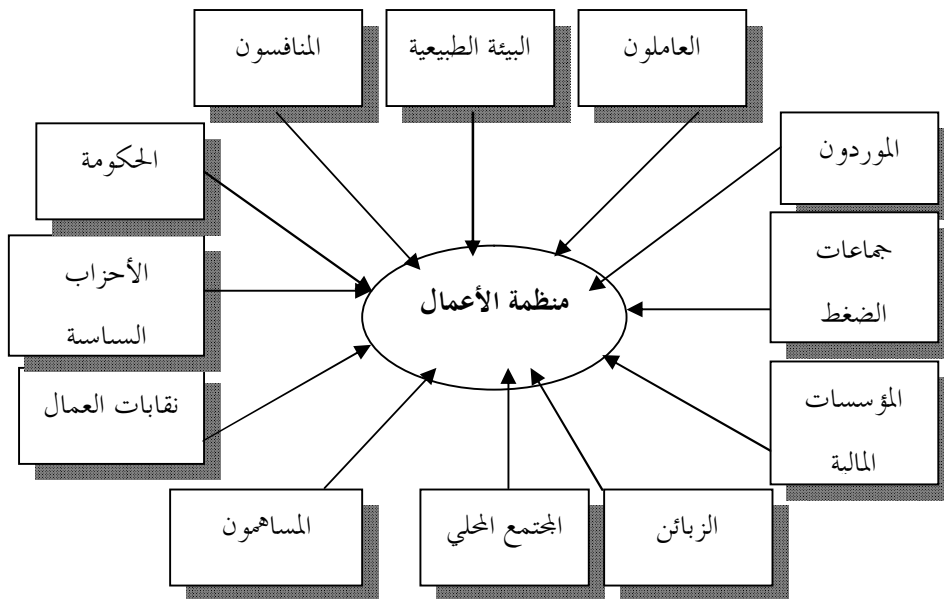 العاملون
البيئة الطبيعية
المنافسون
الموردون
الحكومة
جماعات
الضغط
الأحزاب
السياسية
منظمة الأعمال
المؤسسات
المالية
نقابات العمال
الزبائن
المجتمع المحلي
المساهمون